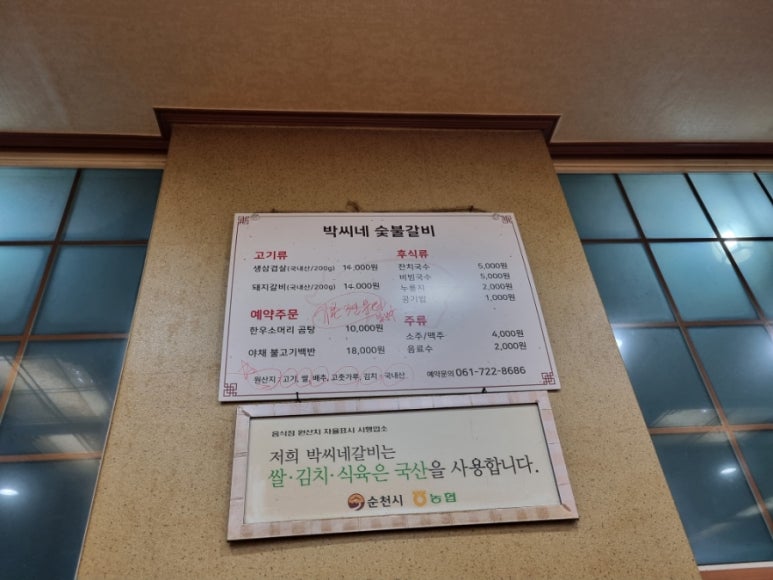 박씨네 숯불갈비
고기류
생삼겹살(국내산/200g) 14,000원
돼지갈비(국내산/200g) 14,000원
예약주문
한우소머리 곰탕 10,000원
야채 불고기백반 18,000원
후식류
잔치국수 5,000원
비빔국수 5,000원
누룽지 2,000원
공기밥 1,000원
주류
소주/맥주 4,000원
음료수 2,000원
원산지 : 고기, 쌀, 배추, 고춧가루, 김치 - 국내산
예약문의 061-722-8686
음식점 원산지 자율표시 시행업소
저희 박씨네갈비는
쌀·김치·식육은 국산을 사용합니다.
순천시 농협